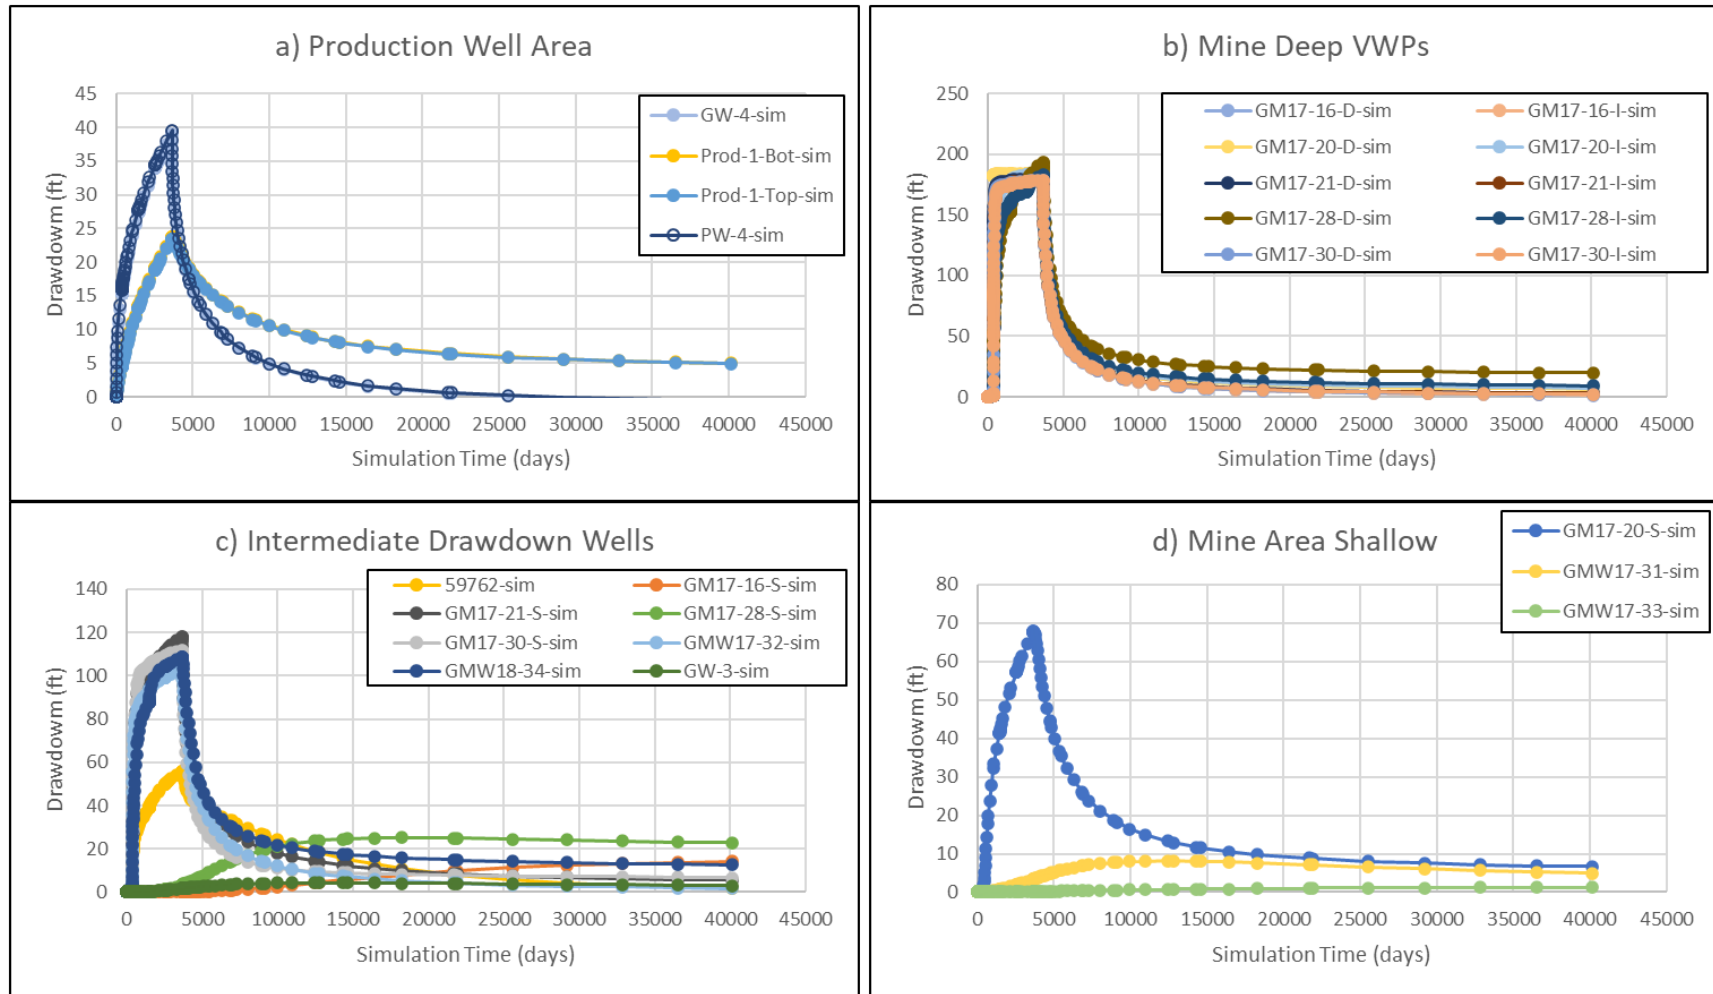 a) Production Well Area
45
40
35
30
25
20
15
10
5
0
Drawdowm (ft)
0 5000 10000 15000 20000 25000 30000 35000 40000 45000
Simulation Time (days)
GW-4-sim
Prod-1-Bot-sim
Prod-1-Top-sim
PW-4-sim
b) Mine Deep VWPs
250
200
150
100
50
0
Drawdowm (ft)
0 5000 10000 15000 20000 25000 30000 35000 40000 45000
Simulation Time (days)
GM17-16-D-sim GM17-16-I-sim
GM17-20-D-sim GM17-20-I-sim
GM17-21-D-sim GM17-21-I-sim
GM17-28-D-sim GM17-28-I-sim
GM17-30-D-sim GM17-30-I-sim
c) Intermediate Drawdown Wells
140
120
100
80
60
40
20
0
Drawdowm (ft)
0 5000 10000 15000 20000 25000 30000 35000 40000 45000
Simulation Time (days)
59762-sim GM17-16-S-sim
GM17-21-S-sim GM17-28-S-sim
GM17-30-S-sim GMW17-32-sim
GMW18-34-sim GW-3-sim
d) Mine Area Shallow
80
70
60
50
40
30
20
10
0
Drawdowm (ft)
0 5000 10000 15000 20000 25000 30000 35000 40000 45000
Simulation Time (days)
GM17-20-S-sim
GMW17-31-sim
GMW17-33-sim